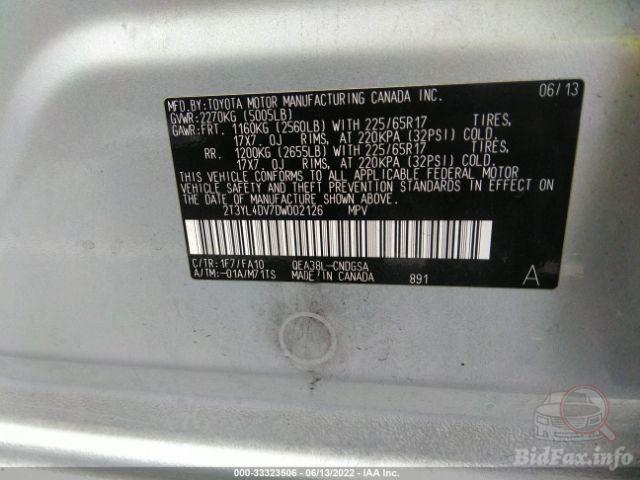 MFD.BY:TOYOTA MOTOR MANUFACTURING CANADA INC. 06/13
GVWR:2270KG (5005LB)
GAWR:FRT. 1160KG (2560LB) WITH 225/65R17 TIRES,
17X7.0J RIMS, AT 220KPA (32PSI) COLD.
RR. 1200KG (2655LB) WITH 225/65R17 TIRES,
17X7.0J RIMS, AT 220KPA (32PSI) COLD.
THIS VEHICLE CONFORMS TO ALL APPLICABLE FEDERAL MOTOR
VEHICLE SAFETY AND THEFT PREVENTION STANDARDS IN EFFECT ON
THE DATE OF MANUFACTURE SHOWN ABOVE.
2T3YL4DV7DW002126 MPV
C/TR:1F7/FA10 QEA38L-CNDGSA
A/TM:-01A/M71TS MADE IN CANADA 891 A
000-33323506 - 06/13/2022 - IAA Inc.
BidFax.info